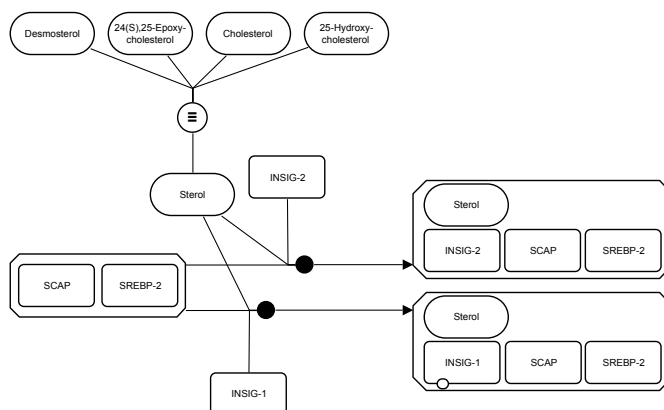 Desmosterol
24(S),25-Epoxy-
cholesterol
Cholesterol
25-Hydroxy-
cholesterol
≡
Sterol
INSIG-2
Sterol
INSIG-2
SCAP
SREBP-2
SCAP
SREBP-2
Sterol
INSIG-1
SCAP
SREBP-2
INSIG-1